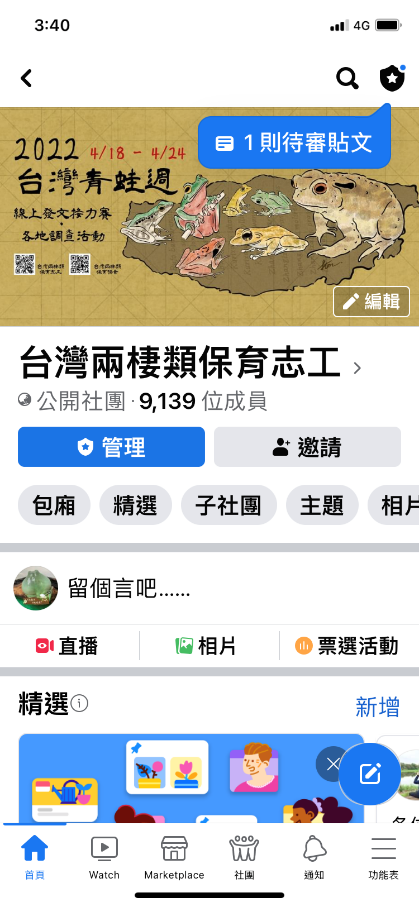 3:40
4G
1 則待審貼文
2022 4/18 - 4/24
台灣青蛙週
線上發文接力賽
各地調查活動
編輯
台灣兩棲類保育志工
公開社團 · 9,139 位成員
管理
邀請
包廂
精選
子社團
主題
相片
留個言吧......
直播
相片
票選活動
精選
新增
首頁
Watch
Marketplace
社團
通知
功能表